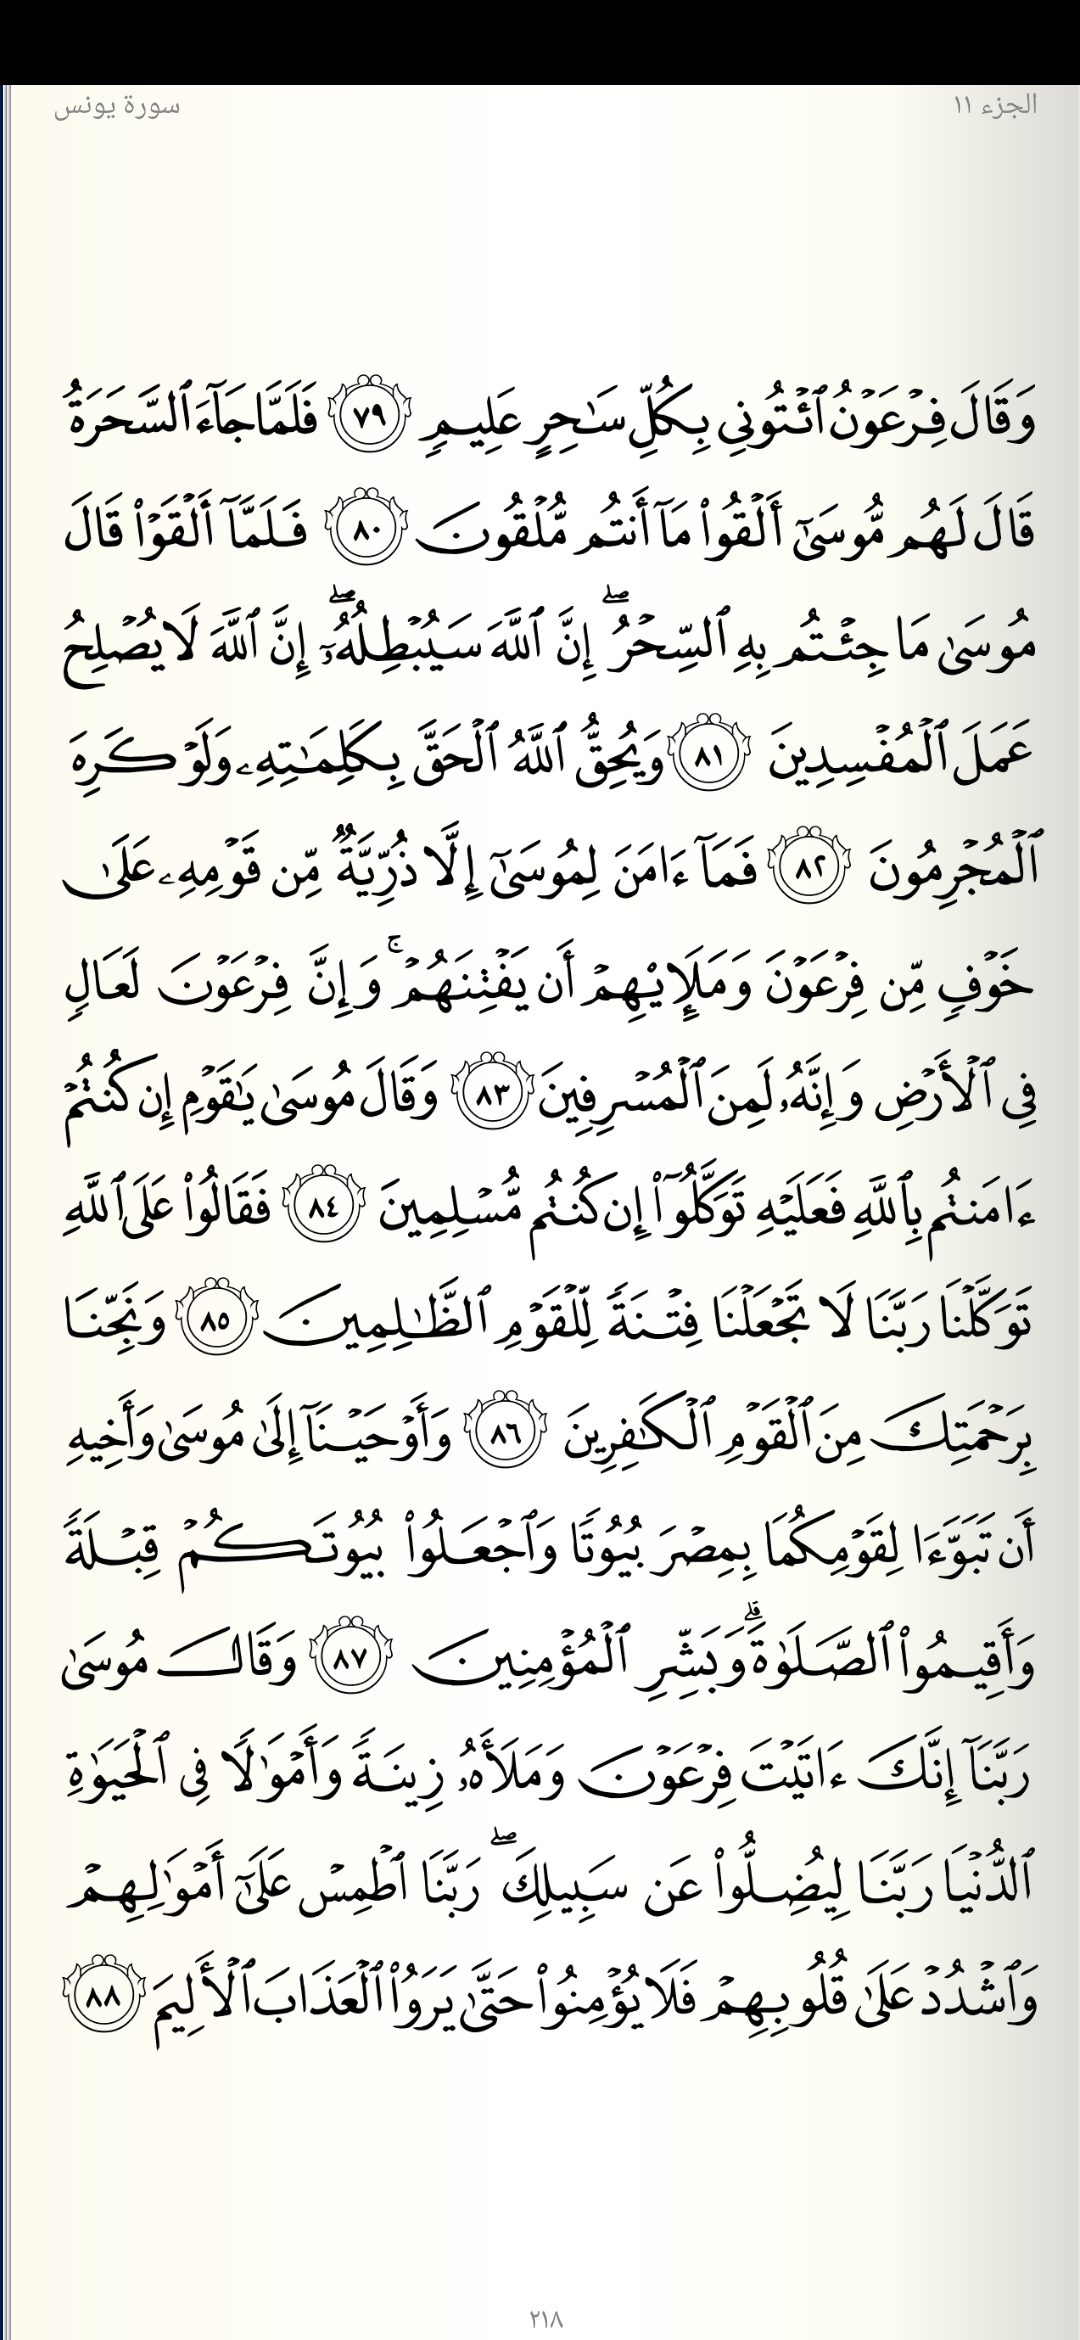 الجزء ١١
سورة يونس
وَقَالَ فِرْعَوْنُ ٱئْتُونِي بِكُلِّ سَٰحِرٍ عَلِيمٍ ٧٩ فَلَمَّا جَآءَ ٱلسَّحَرَةُ
قَالَ لَهُم مُّوسَىٰٓ أَلْقُوا۟ مَآ أَنتُم مُّلْقُونَ ٨٠ فَلَمَّآ أَلْقَوْا۟ قَالَ
مُوسَىٰ مَا جِئْتُم بِهِ ٱلسِّحْرُ ۖ إِنَّ ٱللَّهَ سَيُبْطِلُهُۥٓ ۖ إِنَّ ٱللَّهَ لَا يُصْلِحُ
عَمَلَ ٱلْمُفْسِدِينَ ٨١ وَيُحِقُّ ٱللَّهُ ٱلْحَقَّ بِكَلِمَٰتِهِۦ وَلَوْ كَرِهَ
ٱلْمُجْرِمُونَ ٨٢ فَمَآ ءَامَنَ لِمُوسَىٰٓ إِلَّا ذُرِّيَّةٌ مِّن قَوْمِهِۦ عَلَىٰ
خَوْفٍ مِّن فِرْعَوْنَ وَمَلَإِي۟هِمْ أَن يَفْتِنَهُمْ ۚ وَإِنَّ فِرْعَوْنَ لَعَالٍ
فِي ٱلْأَرْضِ وَإِنَّهُۥ لَمِنَ ٱلْمُسْرِفِينَ ٨٣ وَقَالَ مُوسَىٰ يَٰقَوْمِ إِن كُنتُمْ
ءَامَنتُم بِٱللَّهِ فَعَلَيْهِ تَوَكَّلُوٓا۟ إِن كُنتُم مُّسْلِمِينَ ٨٤ فَقَالُوا۟ عَلَى ٱللَّهِ
تَوَكَّلْنَا رَبَّنَا لَا تَجْعَلْنَا فِتْنَةً لِّلْقَوْمِ ٱلظَّٰلِمِينَ ٨٥ وَنَجِّنَا
بِرَحْمَتِكَ مِنَ ٱلْقَوْمِ ٱلْكَٰفِرِينَ ٨٦ وَأَوْحَيْنَآ إِلَىٰ مُوسَىٰ وَأَخِيهِ
أَن تَبَوَّءَا لِقَوْمِكُمَا بِمِصْرَ بُيُوتًا وَٱجْعَلُوا۟ بُيُوتَكُمْ قِبْلَةً
وَأَقِيمُوا۟ ٱلصَّلَوٰةَ ۗ وَبَشِّرِ ٱلْمُؤْمِنِينَ ٨٧ وَقَالَ مُوسَىٰ
رَبَّنَآ إِنَّكَ ءَاتَيْتَ فِرْعَوْنَ وَمَلَأَهُۥ زِينَةً وَأَمْوَٰلًا فِي ٱلْحَيَوٰةِ
ٱلدُّنْيَا رَبَّنَا لِيُضِلُّوا۟ عَن سَبِيلِكَ ۖ رَبَّنَا ٱطْمِسْ عَلَىٰٓ أَمْوَٰلِهِمْ
وَٱشْدُدْ عَلَىٰ قُلُوبِهِمْ فَلَا يُؤْمِنُوا۟ حَتَّىٰ يَرَوُا۟ ٱلْعَذَابَ ٱلْأَلِيمَ ٨٨
٢١٨